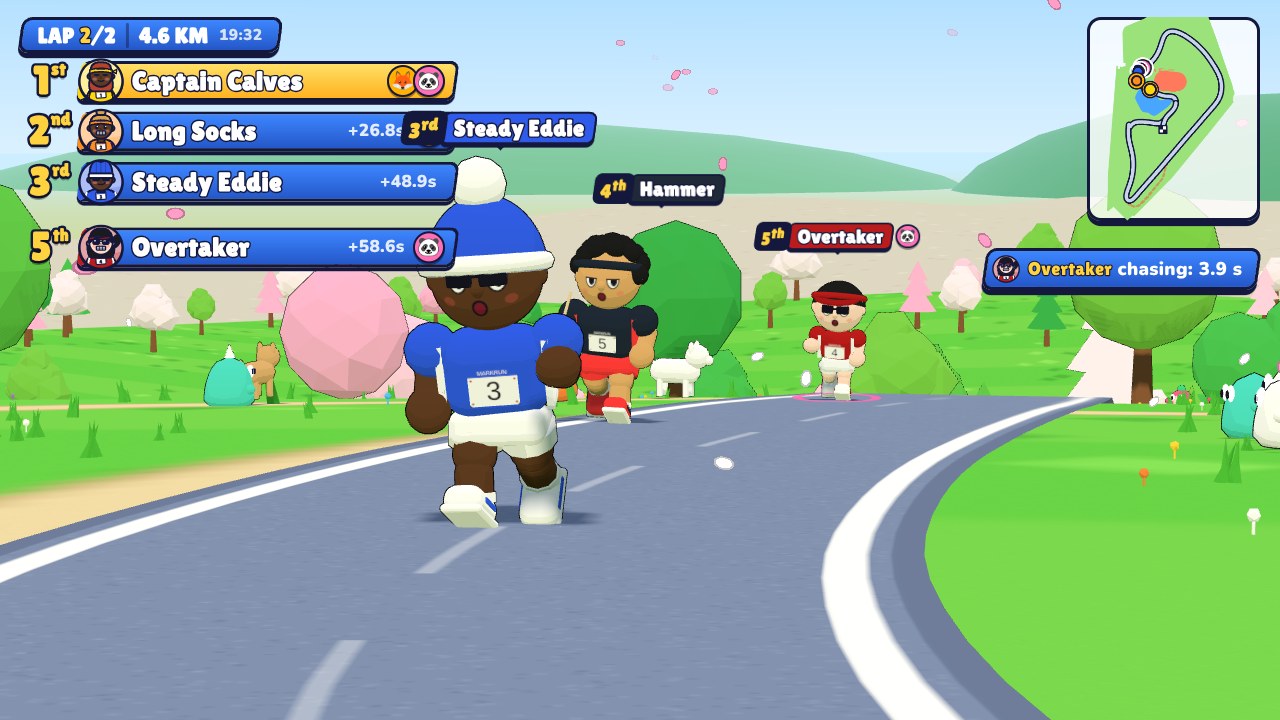 LAP 2/2 4.6 KM 19:32
1st Captain Calves
2nd Long Socks +26.8s
3rd Steady Eddie
3rd Steady Eddie +48.9s
4th Hammer
5th Overtaker
5th Overtaker +58.6s
Overtaker chasing: 3.9 s
5
4
MARKRUN
3